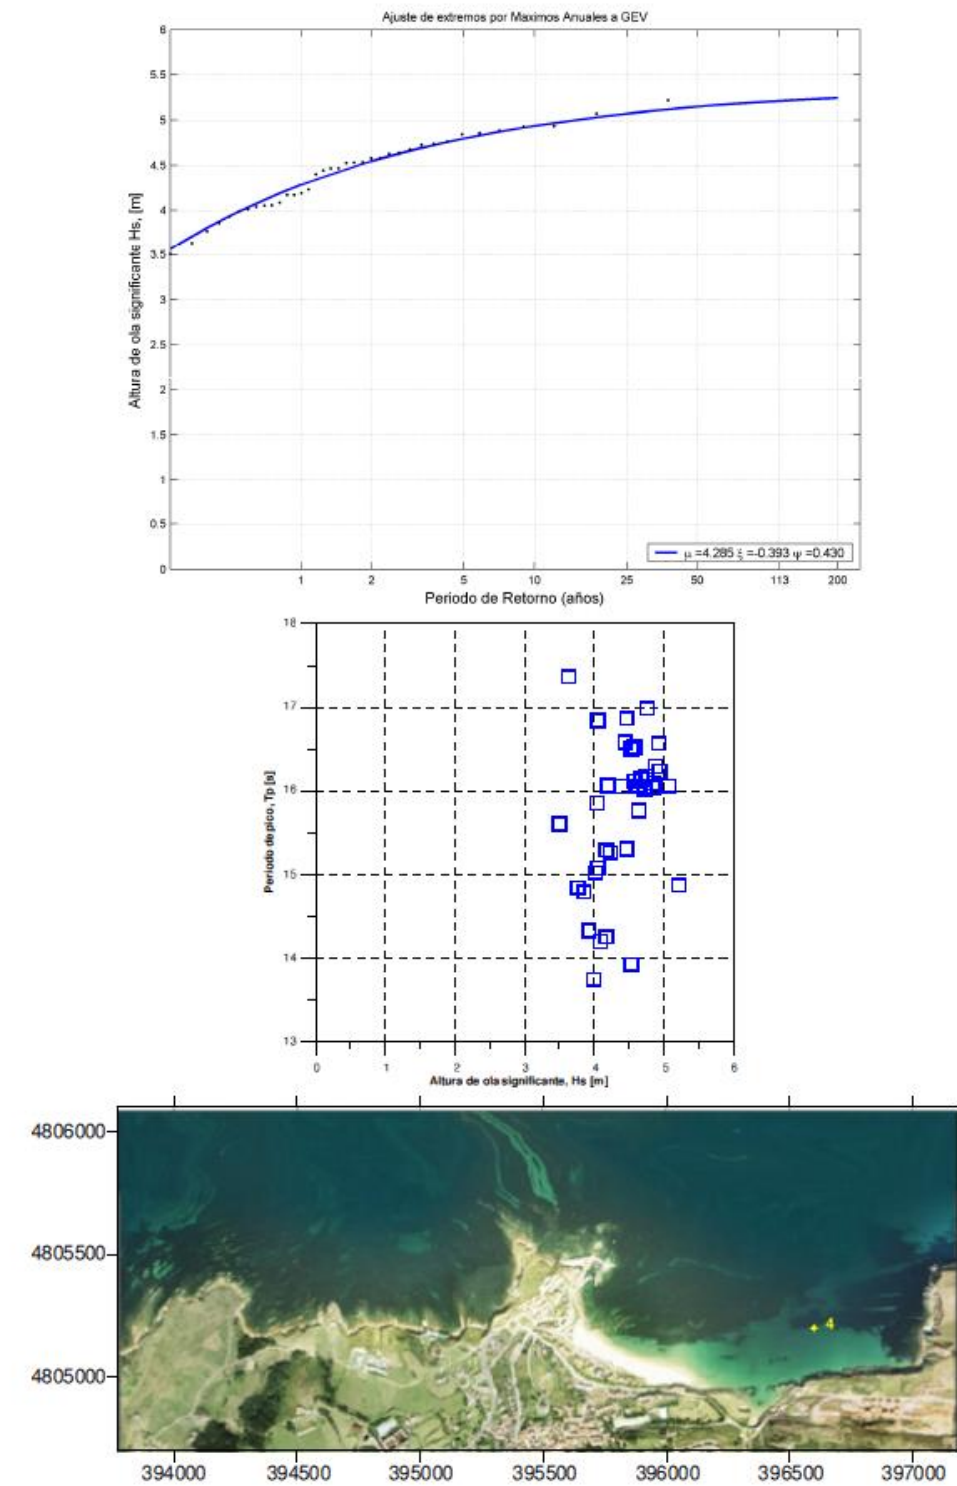 Ajuste de extremos por Maximos Anuales a GEV
6
5.5
5
4.5
4
3.5
3
2.5
2
1.5
1
0.5
0
Altura de ola significante Hs, [m]
μ =4.285 ξ =-0.393 ψ =0.430
1 2 5 10 25 50 113 200
Periodo de Retorno (años)
18
17
16
15
14
13
Periodo de pico, Tp [s]
0 1 2 3 4 5 6
Altura de ola significante, Hs [m]
4806000
4805500
4805000
4
394000 394500 395000 395500 396000 396500 397000